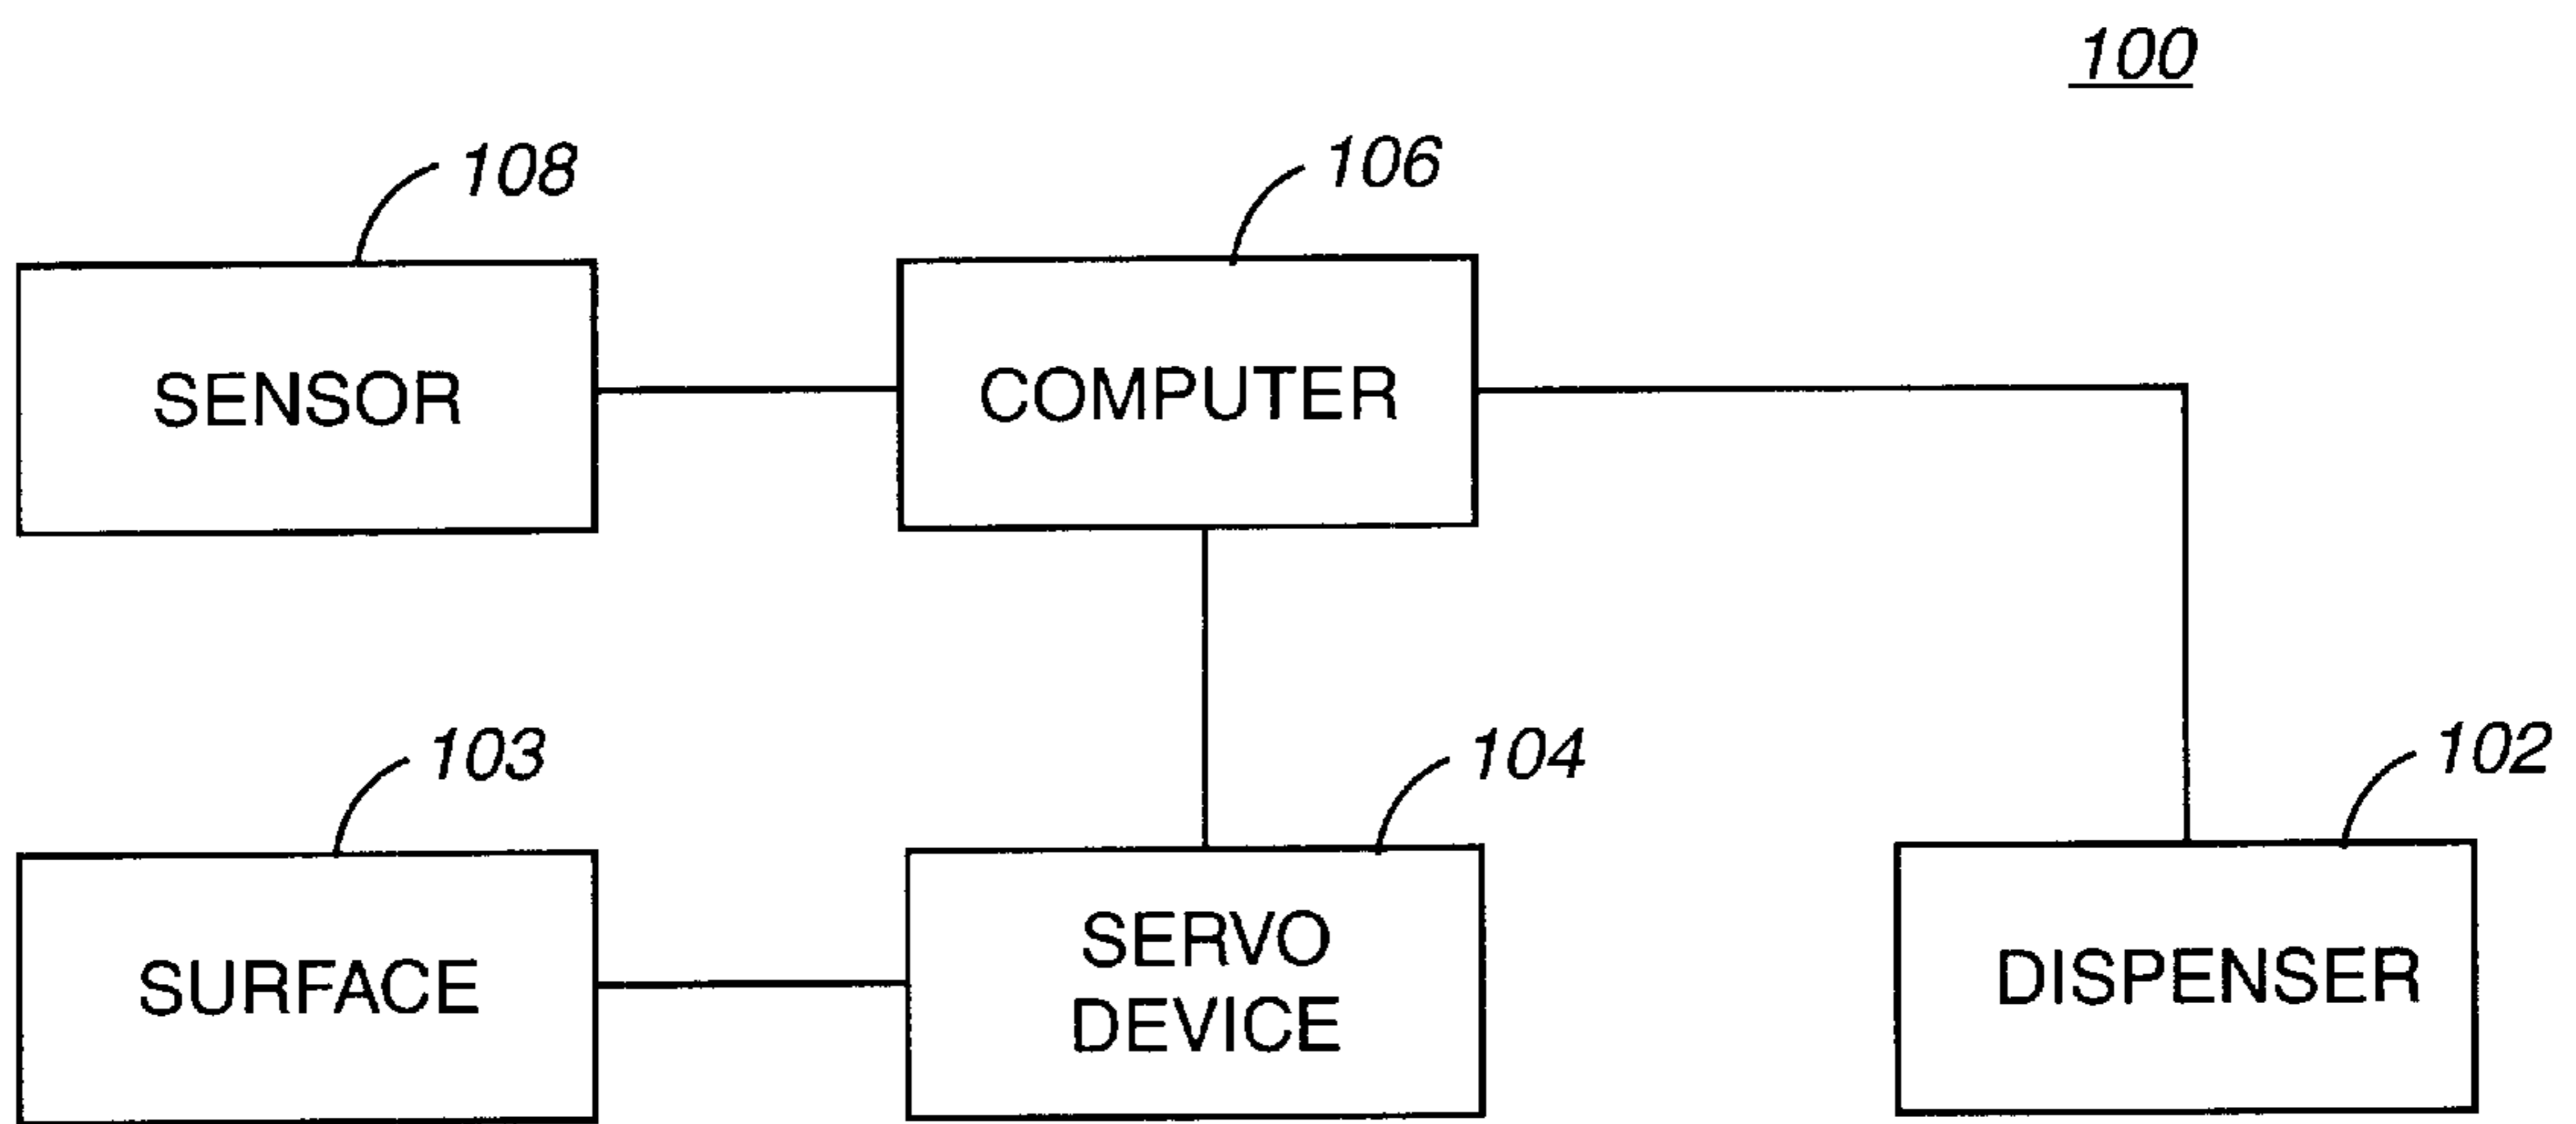 100
108
106
SENSOR
COMPUTER
103
104
102
SURFACE
SERVO
DEVICE
DISPENSER